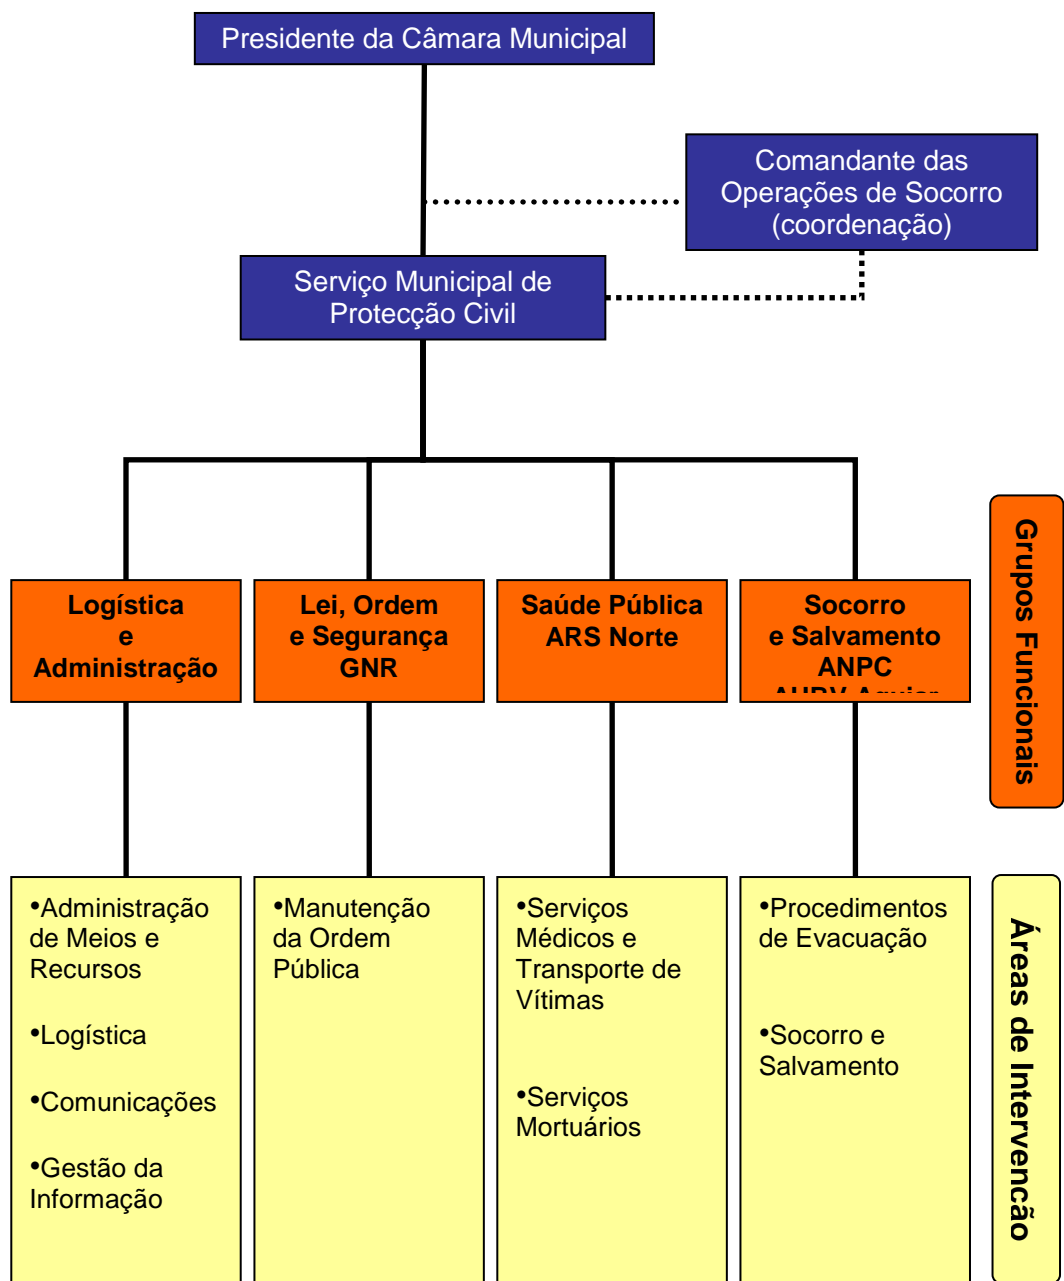 Presidente da Câmara Municipal
Comandante das
Operações de Socorro
(coordenação)
Serviço Municipal de
Protecção Civil
Grupos Funcionais
Logística
e
Administração
Lei, Ordem
e Segurança
GNR
Saúde Pública
ARS Norte
Socorro
e Salvamento
ANPC
Áreas de Intervenção
•Administração
de Meios e
Recursos
•Logística
•Comunicações
•Gestão da
Informação
•Manutenção
da Ordem
Pública
•Serviços
Médicos e
Transporte de
Vítimas
•Serviços
Mortuários
•Procedimentos
de Evacuação
•Socorro e
Salvamento